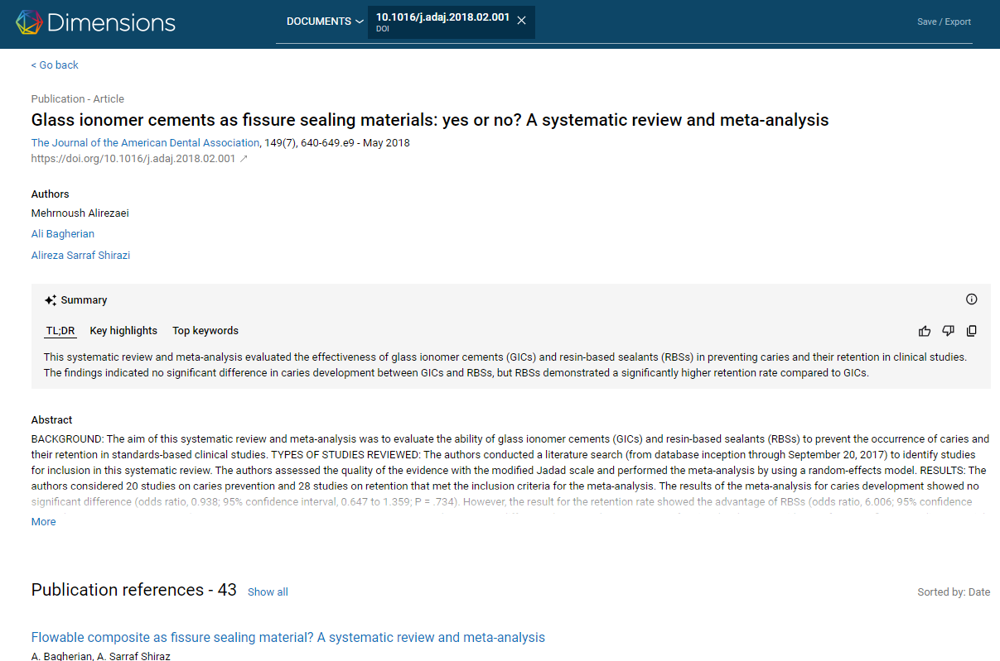 Dimensions
DOCUMENTS
10.1016/j.adaj.2018.02.001
DOI
Save / Export
< Go back
Publication - Article
Glass ionomer cements as fissure sealing materials: yes or no? A systematic review and meta-analysis
The Journal of the American Dental Association, 149(7), 640-649.e9 - May 2018
https://doi.org/10.1016/j.adaj.2018.02.001
Authors
Mehrnoush Alirezaei
Ali Bagherian
Alireza Sarraf Shirazi
Summary
TL;DR Key highlights Top keywords
This systematic review and meta-analysis evaluated the effectiveness of glass ionomer cements (GICs) and resin-based sealants (RBSs) in preventing caries and their retention in clinical studies.
The findings indicated no significant difference in caries development between GICs and RBSs, but RBSs demonstrated a significantly higher retention rate compared to GICs.
Abstract
BACKGROUND: The aim of this systematic review and meta-analysis was to evaluate the ability of glass ionomer cements (GICs) and resin-based sealants (RBSs) to prevent the occurrence of caries and
their retention in standards-based clinical studies. TYPES OF STUDIES REVIEWED: The authors conducted a literature search (from database inception through September 20, 2017) to identify studies
for inclusion in this systematic review. The authors assessed the quality of the evidence with the modified Jadad scale and performed the meta-analysis by using a random-effects model. RESULTS: The
authors considered 20 studies on caries prevention and 28 studies on retention that met the inclusion criteria for the meta-analysis. The results of the meta-analysis for caries development showed no
significant difference (odds ratio, 0.938; 95% confidence interval, 0.647 to 1.359; P = .734). However, the result for the retention rate showed the advantage of RBSs (odds ratio, 6.006; 95% confidence
More
Publication references - 43 Show all
Sorted by: Date
Flowable composite as fissure sealing material? A systematic review and meta-analysis
A. Bagherian, A. Sarraf Shiraz